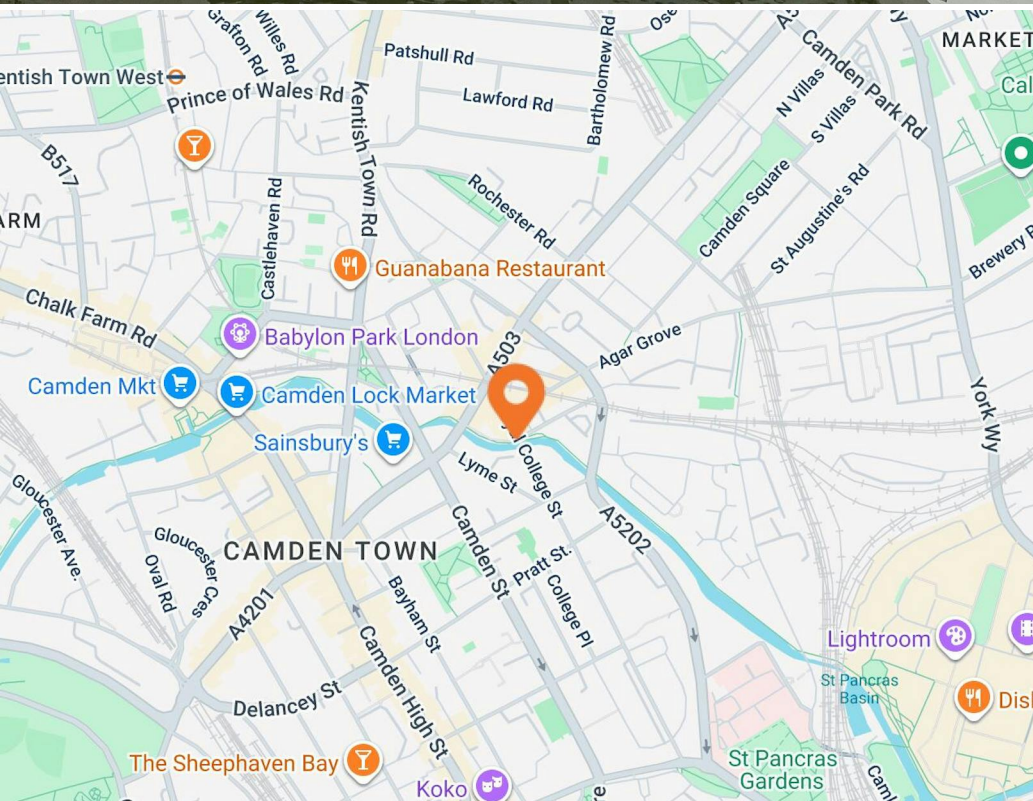 Grafton Rd
Willes Rd
Patshull Rd
Bartholomew Rd
Ose
Camden Park Rd
MARKET
Cal
entish Town West
Prince of Wales Rd
Kentish Town Rd
Lawford Rd
N Villas
S Villas
B517
ARM
Castlehaven Rd
Rochester Rd
Camden Square
St Augustine's Rd
Brewery R
Guanabana Restaurant
Chalk Farm Rd
Babylon Park London
A503
Agar Grove
Camden Mkt
Camden Lock Market
York Wy
Sainsbury's
Lyme St
College St
Gloucester Ave.
Gloucester Cres
Oval Rd
CAMDEN TOWN
Camden St
Pratt St.
A5202
A4201
Bayham St
College Pl
Lightroom
St Pancras
Basin
Delancey St
Camden High St
Dish
The Sheephaven Bay
St Pancras
Gardens
Koko